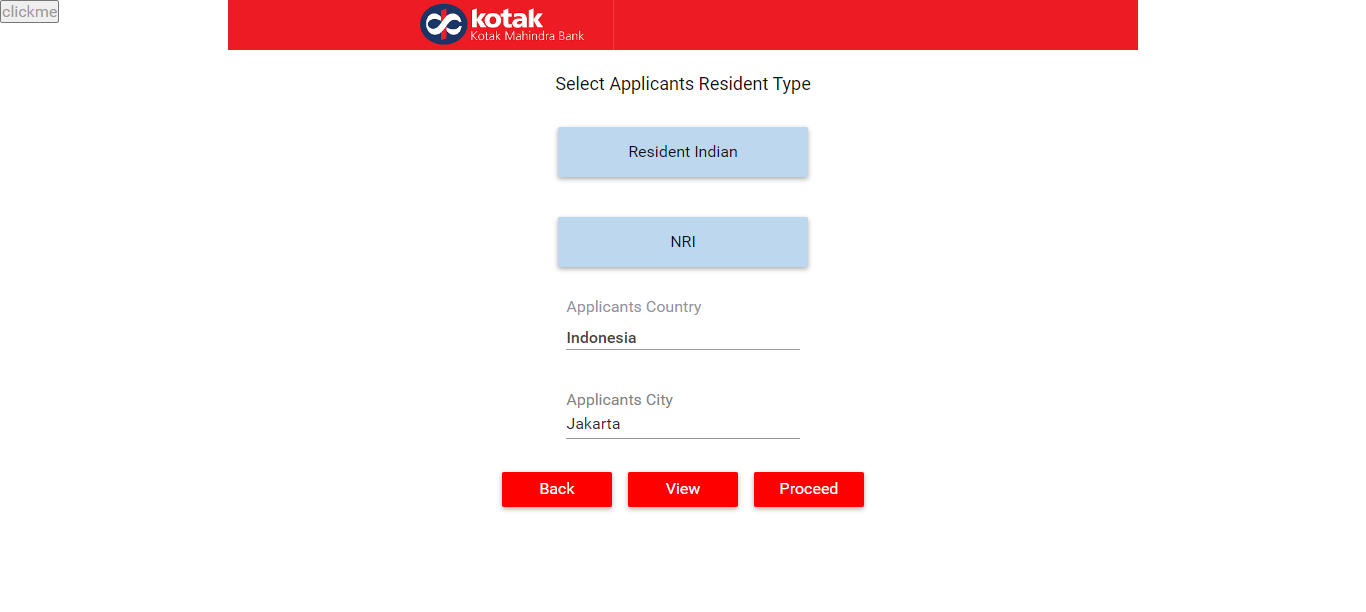 clickme
kotak
Kotak Mahindra Bank
Select Applicants Resident Type
Resident Indian
NRI
Applicants Country
Indonesia
Applicants City
Jakarta
Back
View
Proceed